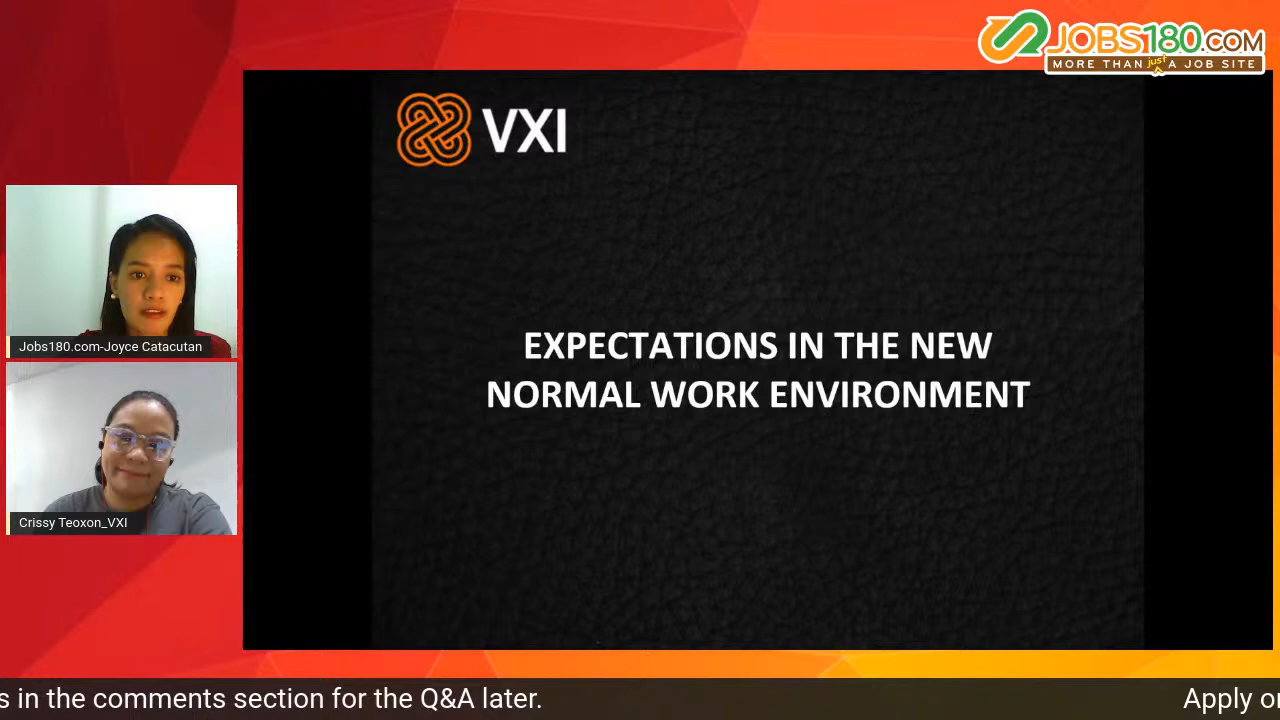 JOBS180.COM
MORE THAN just A JOB SITE
VXI
EXPECTATIONS IN THE NEW
NORMAL WORK ENVIRONMENT
Jobs180.com-Joyce Catacutan
Crissy Teoxon_VXI
s in the comments section for the Q&A later.
Apply